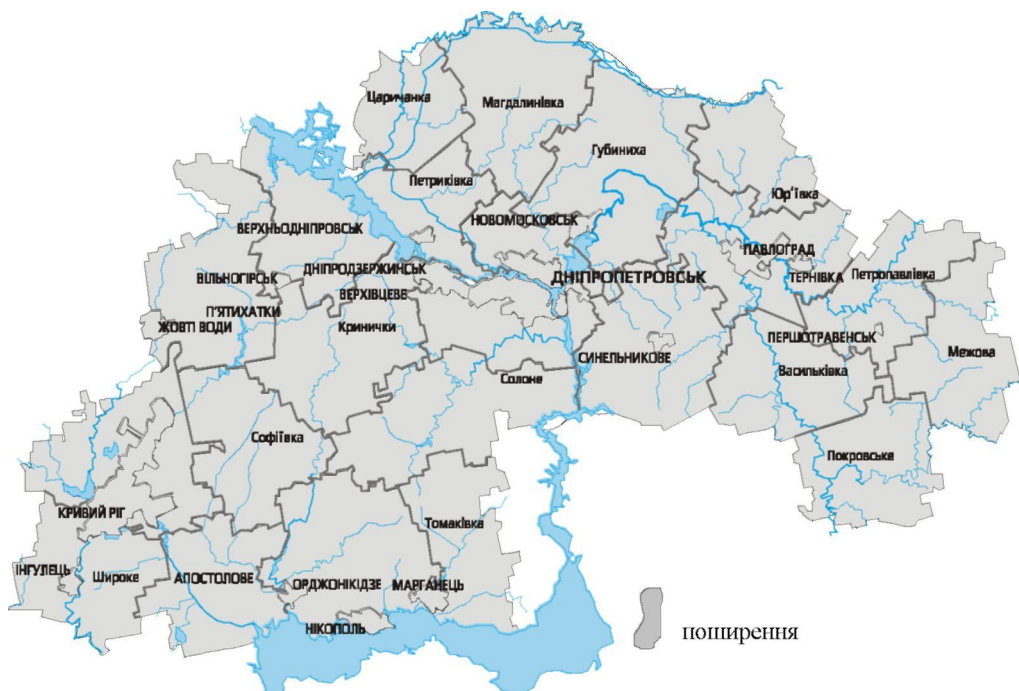 Царичанка
Магдалинівка
Губиниха
Петриківка
Юр'ївка
НОВОМОСКОВСЬК
ВЕРХНЬОДНІПРОВСЬК
ПАВЛОГРАД
ДНІПРОДЗЕРЖИНСЬК
ДНІПРОПЕТРОВСЬК
ТЕРНІВКА
Петропавлівка
ВІЛЬНОГІРСЬК
ВЕРХІВЦЕВЕ
П'ЯТИХАТКИ
ЖОВТІ ВОДИ
Кринички
ПЕРШОТРАВЕНСЬК
Межова
СИНЕЛЬНИКОВЕ
Васильківка
Солоне
Софіївка
Покровське
КРИВИЙ РІГ
Томаківка
ІНГУЛЕЦЬ
Широке
АПОСТОЛОВЕ
ОРДЖОНІКІДЗЕ
МАРГАНЕЦЬ
НІКОПОЛЬ
поширення